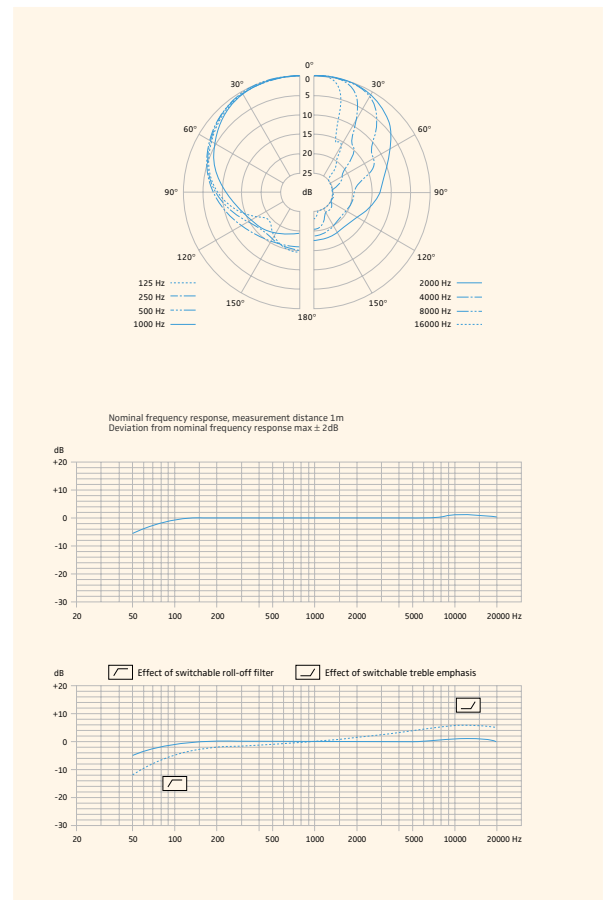 0°
30° 0 30°
5
10
60° 15 60°
20
25
90° dB 90°
120° 120°
125 Hz 2000 Hz
250 Hz 150° 150° 4000 Hz
500 Hz 180° 8000 Hz
1000 Hz 16000 Hz
Nominal frequency response, measurement distance 1m
Deviation from nominal frequency response max ± 2dB
dB
+20
+10
0
-10
-20
-30
20 50 100 200 500 1000 2000 5000 10000 20000 Hz
dB Effect of switchable roll-off filter Effect of switchable treble emphasis
+20
+10
0
-10
-20
-30
20 50 100 200 500 1000 2000 5000 10000 20000 Hz